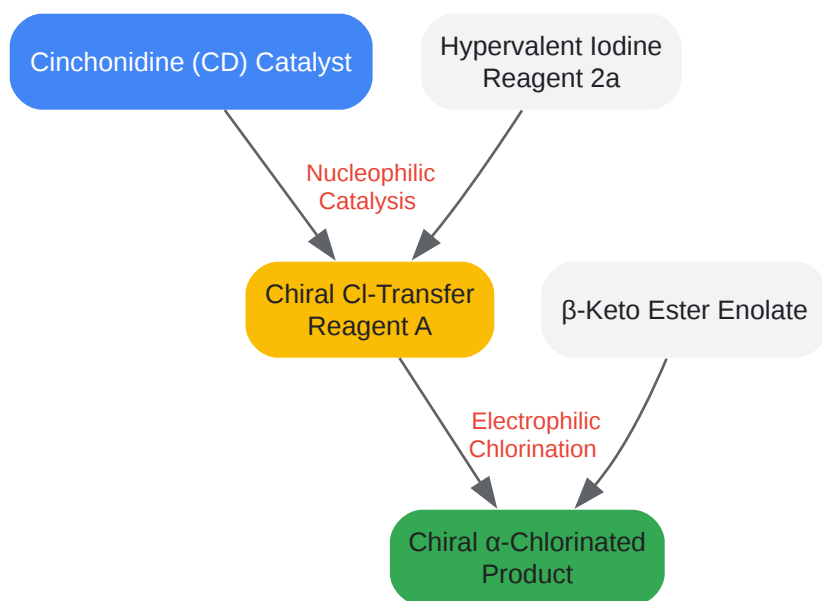 Cinchonidine (CD) Catalyst
Hypervalent Iodine
Reagent 2a
Nucleophilic
Catalysis
Chiral Cl-Transfer
Reagent A
β-Keto Ester Enolate
Electrophilic
Chlorination
Chiral α-Chlorinated
Product